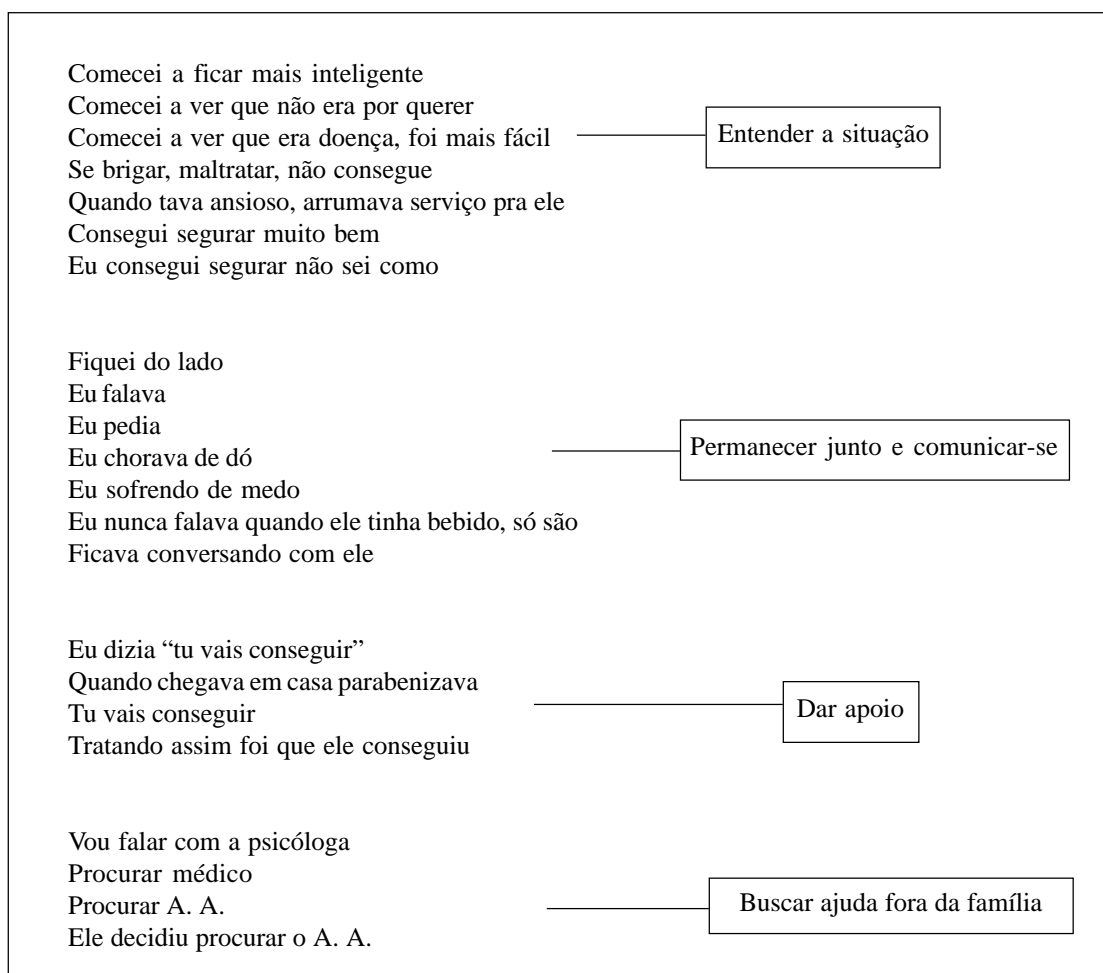 Comecei a ficar mais inteligente
Comecei a ver que não era por querer
Comecei a ver que era doença, foi mais fácil
Entender a situação
Se brigar, maltratar, não consegue
Quando tava ansioso, arrumava serviço pra ele
Consegui segurar muito bem
Eu consegui segurar não sei como
Fiquei do lado
Eu falava
Eu pedia
Eu chorava de dó
Permanecer junto e comunicar-se
Eu sofrendo de medo
Eu nunca falava quando ele tinha bebido, só são
Ficava conversando com ele
Eu dizia “tu vais conseguir”
Quando chegava em casa parabenizava
Tu vais conseguir
Dar apoio
Tratando assim foi que ele conseguiu
Vou falar com a psicóloga
Procurar médico
Procurar A. A.
Buscar ajuda fora da família
Ele decidiu procurar o A. A.